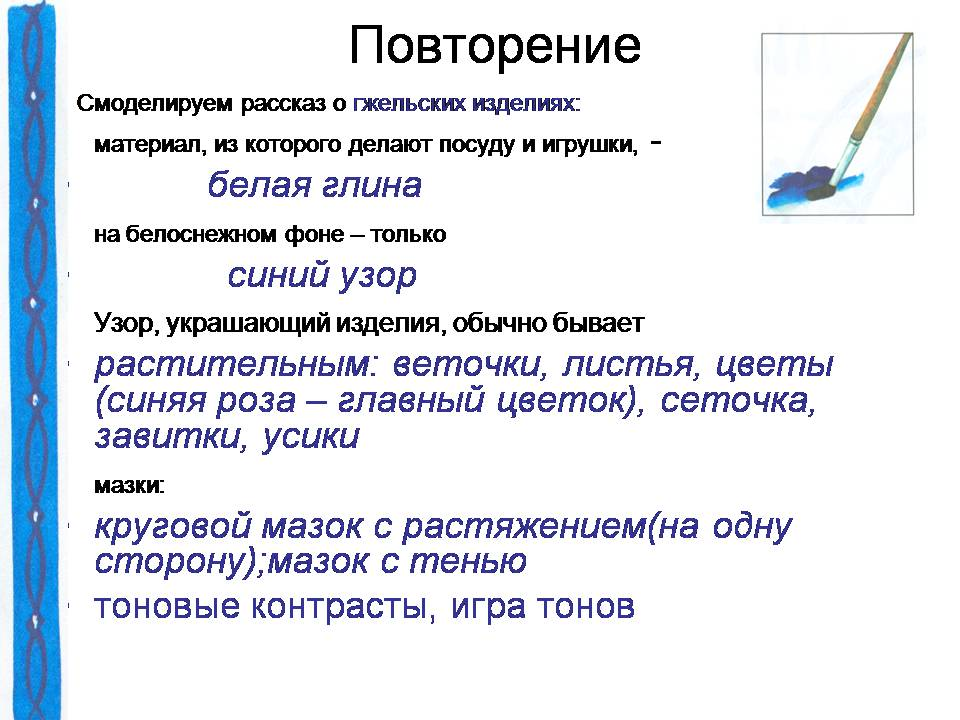 Повторение
Смоделируем рассказ о гжельских изделиях:
материал, из которого делают посуду и игрушки, -
белая глина
на белоснежном фоне – только
синий узор
Узор, украшающий изделия, обычно бывает
растительным: веточки, листья, цветы
(синяя роза – главный цветок), сеточка,
завитки, усики
мазки:
круговой мазок с растяжением(на одну
сторону);мазок с тенью
тоновые контрасты, игра тонов